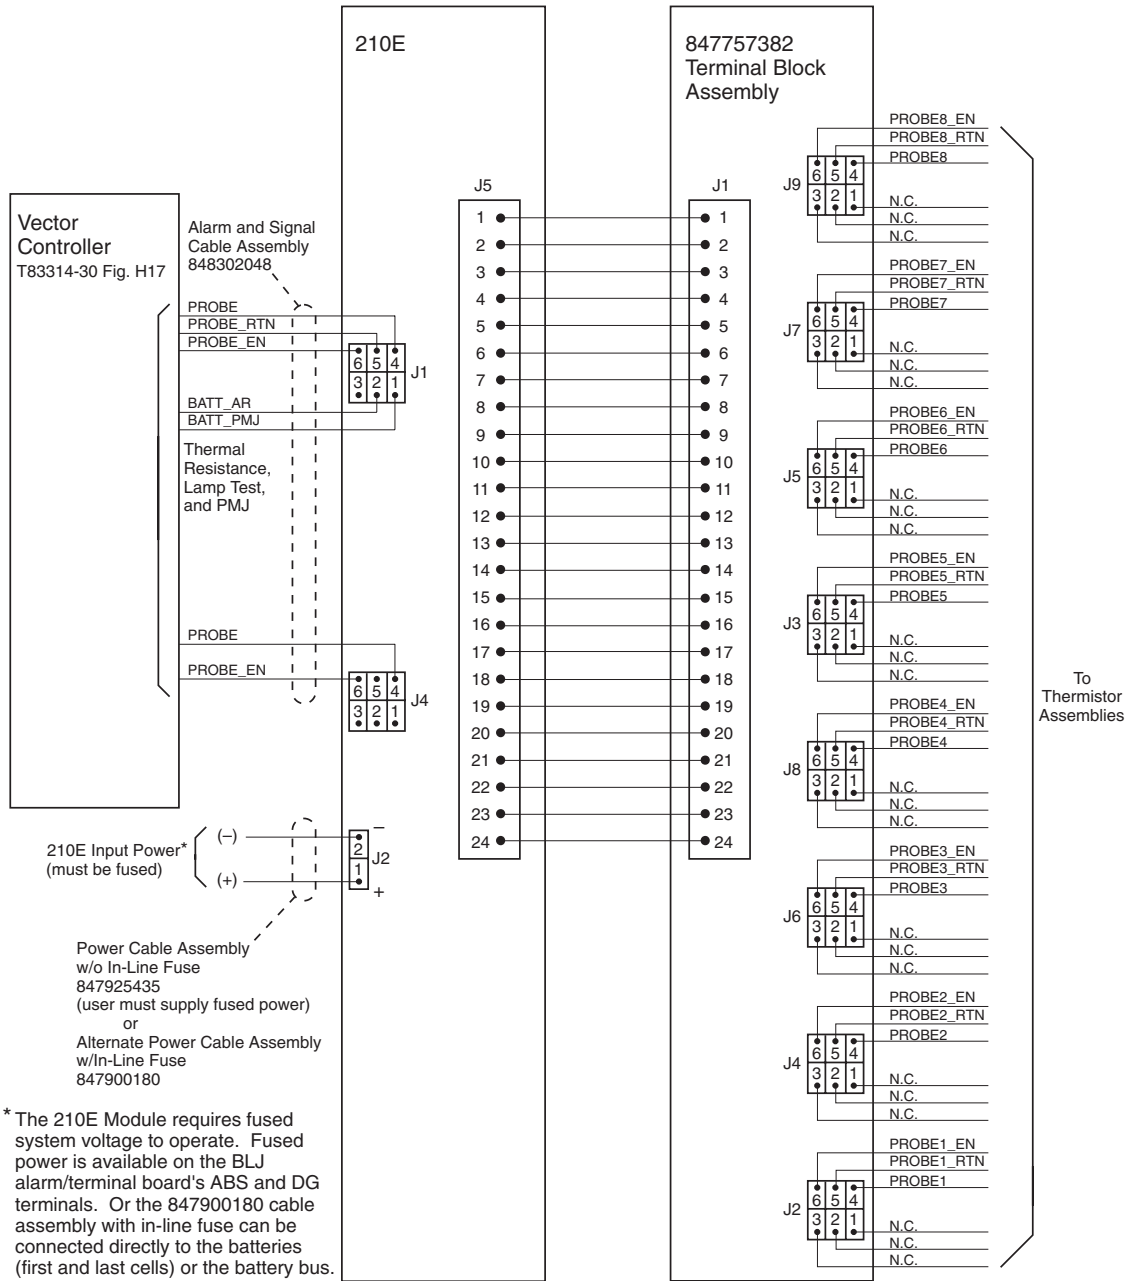 210E
847757382
Terminal Block
Assembly
Vector
Controller
T83314-30 Fig. H17
Alarm and Signal
Cable Assembly
848302048
PROBE
PROBE_RTN
PROBE_EN
6 5 4
3 2 1
J1
BATT_AR
BATT_PMJ
Thermal
Resistance,
Lamp Test,
and PMJ
PROBE
PROBE_EN
6 5 4
3 2 1
J4
210E Input Power*
(must be fused)
(–)
(+)
–
2
1
J2
+
Power Cable Assembly
w/o In-Line Fuse
847925435
(user must supply fused power)
or
Alternate Power Cable Assembly
w/In-Line Fuse
847900180
* The 210E Module requires fused
system voltage to operate. Fused
power is available on the BLJ
alarm/terminal board's ABS and DG
terminals. Or the 847900180 cable
assembly with in-line fuse can be
connected directly to the batteries
(first and last cells) or the battery bus.
J5 J1
1 1
2 2
3 3
4 4
5 5
6 6
7 7
8 8
9 9
10 10
11 11
12 12
13 13
14 14
15 15
16 16
17 17
18 18
19 19
20 20
21 21
22 22
23 23
24 24
PROBE8_EN
PROBE8_RTN
PROBE8
J9
6 5 4
3 2 1
N.C.
N.C.
N.C.
PROBE7_EN
PROBE7_RTN
PROBE7
J7
6 5 4
3 2 1
N.C.
N.C.
N.C.
PROBE6_EN
PROBE6_RTN
PROBE6
J5
6 5 4
3 2 1
N.C.
N.C.
N.C.
PROBE5_EN
PROBE5_RTN
PROBE5
J3
6 5 4
3 2 1
N.C.
N.C.
N.C.
PROBE4_EN
PROBE4_RTN
PROBE4
J8
6 5 4
3 2 1
N.C.
N.C.
N.C.
PROBE3_EN
PROBE3_RTN
PROBE3
J6
6 5 4
3 2 1
N.C.
N.C.
N.C.
PROBE2_EN
PROBE2_RTN
PROBE2
J4
6 5 4
3 2 1
N.C.
N.C.
N.C.
PROBE1_EN
PROBE1_RTN
PROBE1
J2
6 5 4
3 2 1
N.C.
N.C.
N.C.
To
Thermistor
Assemblies